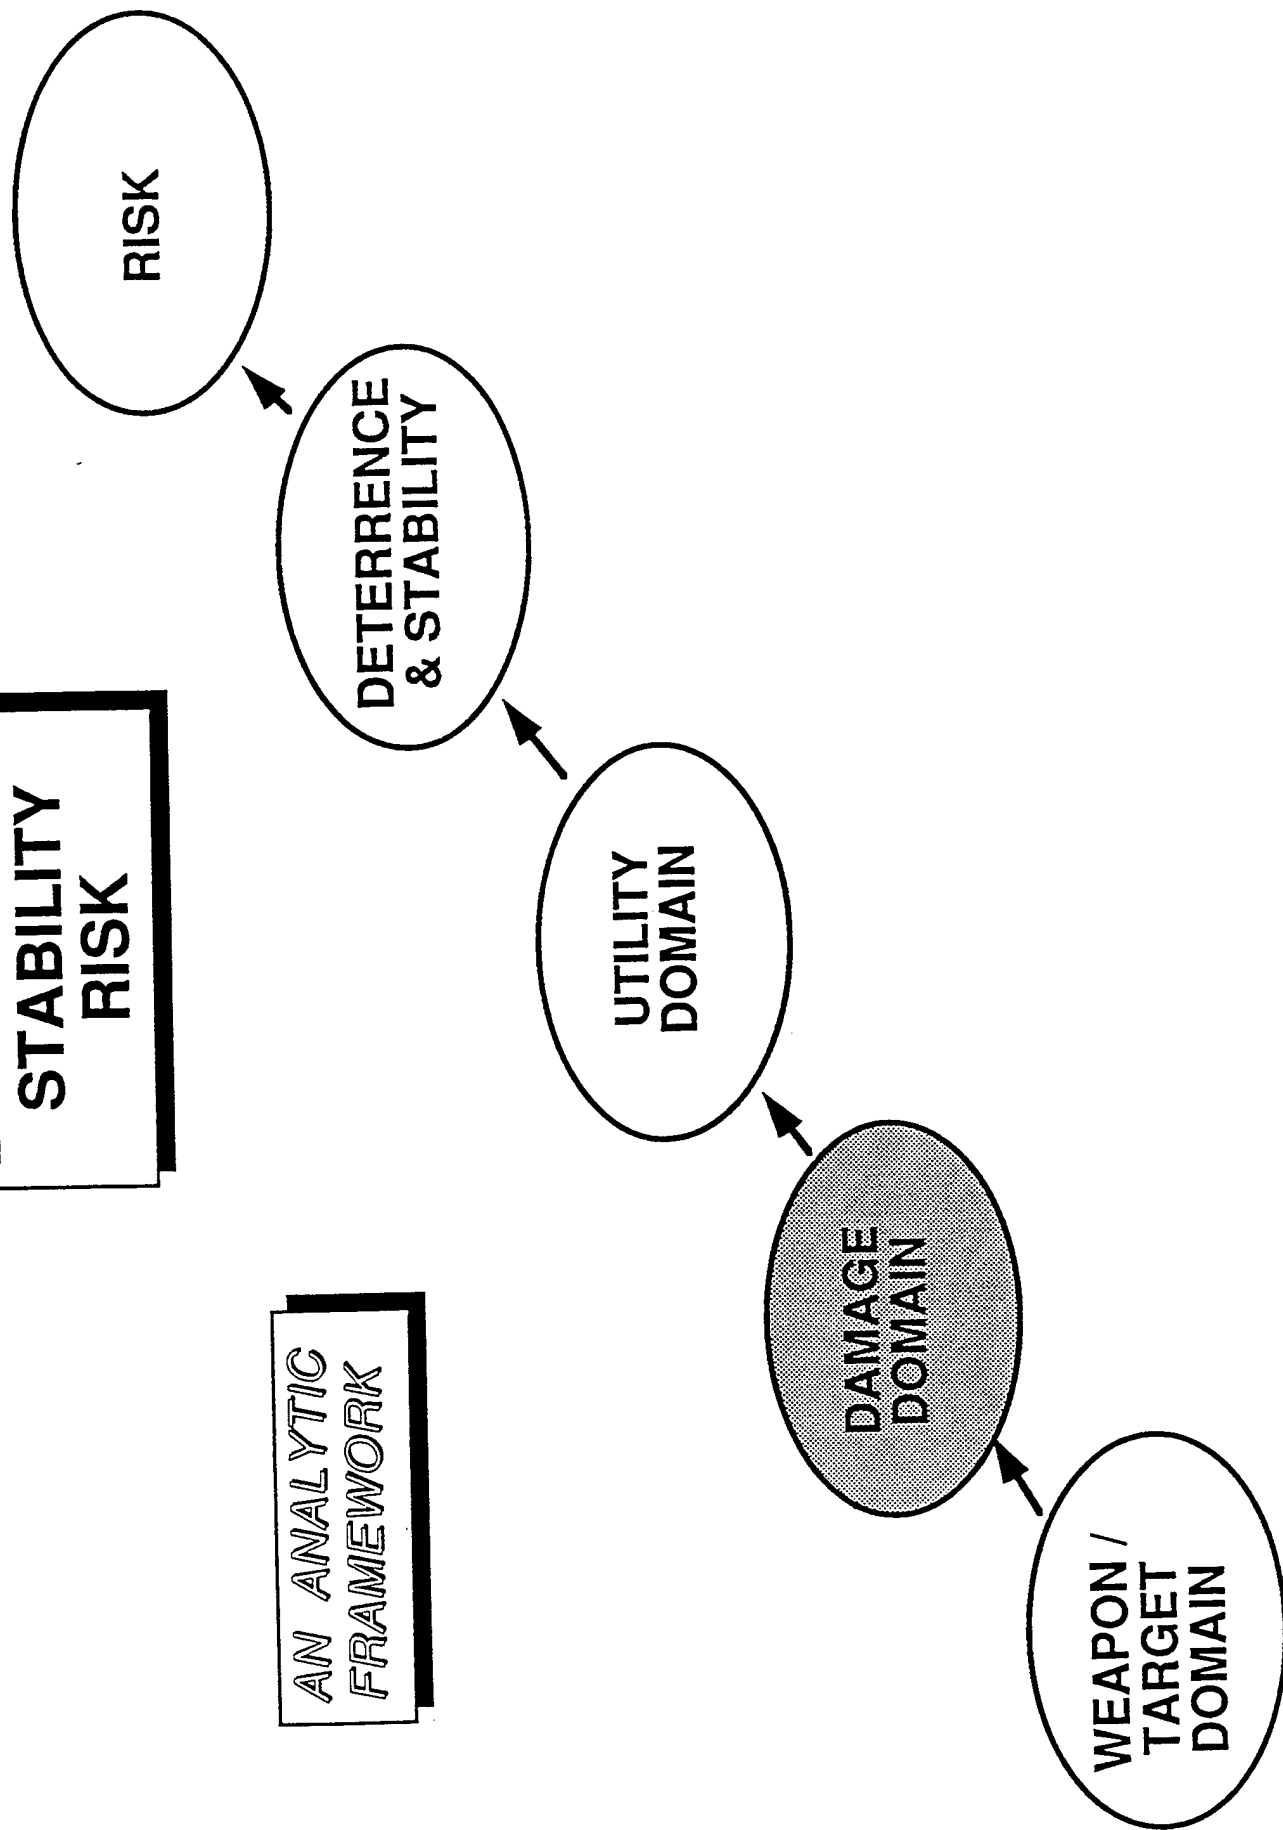 STABILITY
RISK
AN ANALYTIC
FRAMEWORK
RISK
DETERRENCE
& STABILITY
UTILITY
DOMAIN
DAMAGE
DOMAIN
WEAPON /
TARGET
DOMAIN